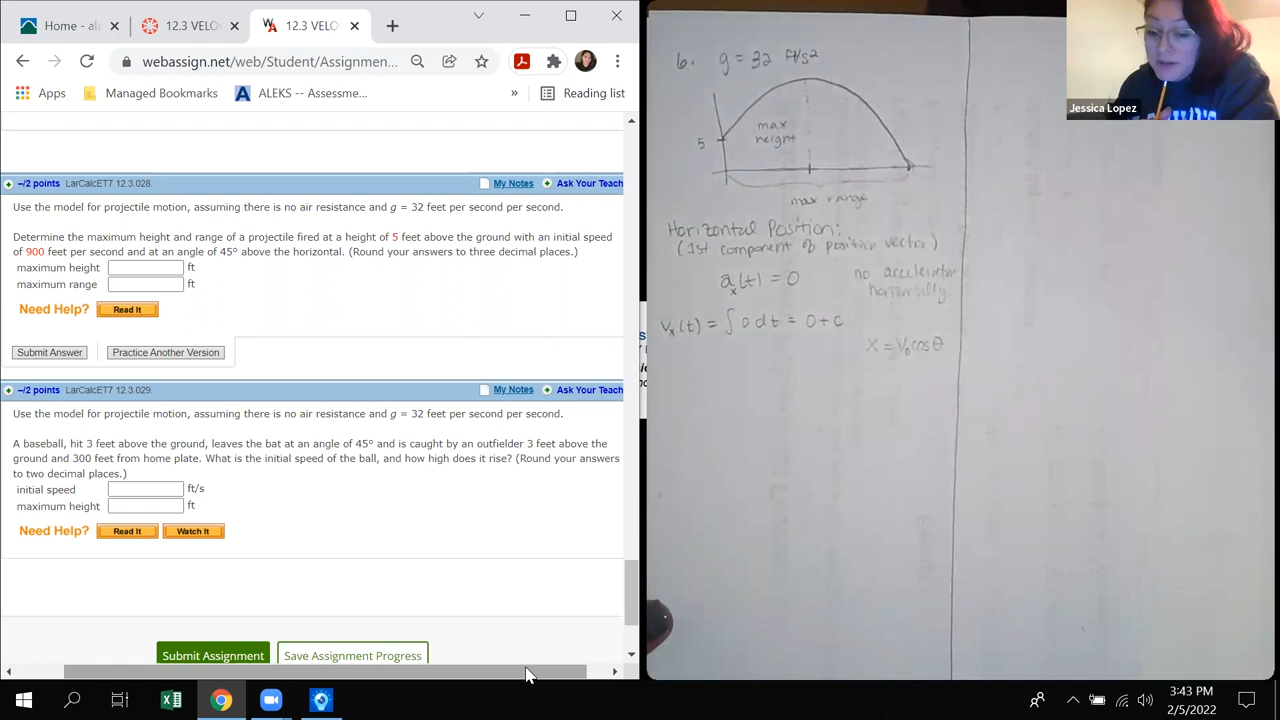 Home - ale
12.3 VELO
12.3 VELO
webassign.net/web/Student/Assignmen
Apps
Managed Bookmarks
ALEKS -- Assessme...
»
Reading list
–/2 points LarCalcET7 12.3.028.
My Notes
Ask Your Teach
Use the model for projectile motion, assuming there is no air resistance and g = 32 feet per second per second.
Determine the maximum height and range of a projectile fired at a height of 5 feet above the ground with an initial speed
of 900 feet per second and at an angle of 45° above the horizontal. (Round your answers to three decimal places.)
maximum height ft
maximum range ft
Need Help? Read It
Submit Answer Practice Another Version
–/2 points LarCalcET7 12.3.029.
My Notes
Ask Your Teach
Use the model for projectile motion, assuming there is no air resistance and g = 32 feet per second per second.
A baseball, hit 3 feet above the ground, leaves the bat at an angle of 45° and is caught by an outfielder 3 feet above the
ground and 300 feet from home plate. What is the initial speed of the ball, and how high does it rise? (Round your answers
to two decimal places.)
initial speed ft/s
maximum height ft
Need Help? Read It Watch It
Submit Assignment Save Assignment Progress
6. g = 32 ft/s²
max
height
5
max range
Horizontal Position:
(1st component of position vector)
aₓ(t) = 0
no acceleration
horizontally
vₓ(t) = ∫ 0 dt = 0 + c
x = v₀cosθ
Jessica Lopez
3:43 PM
2/5/2022